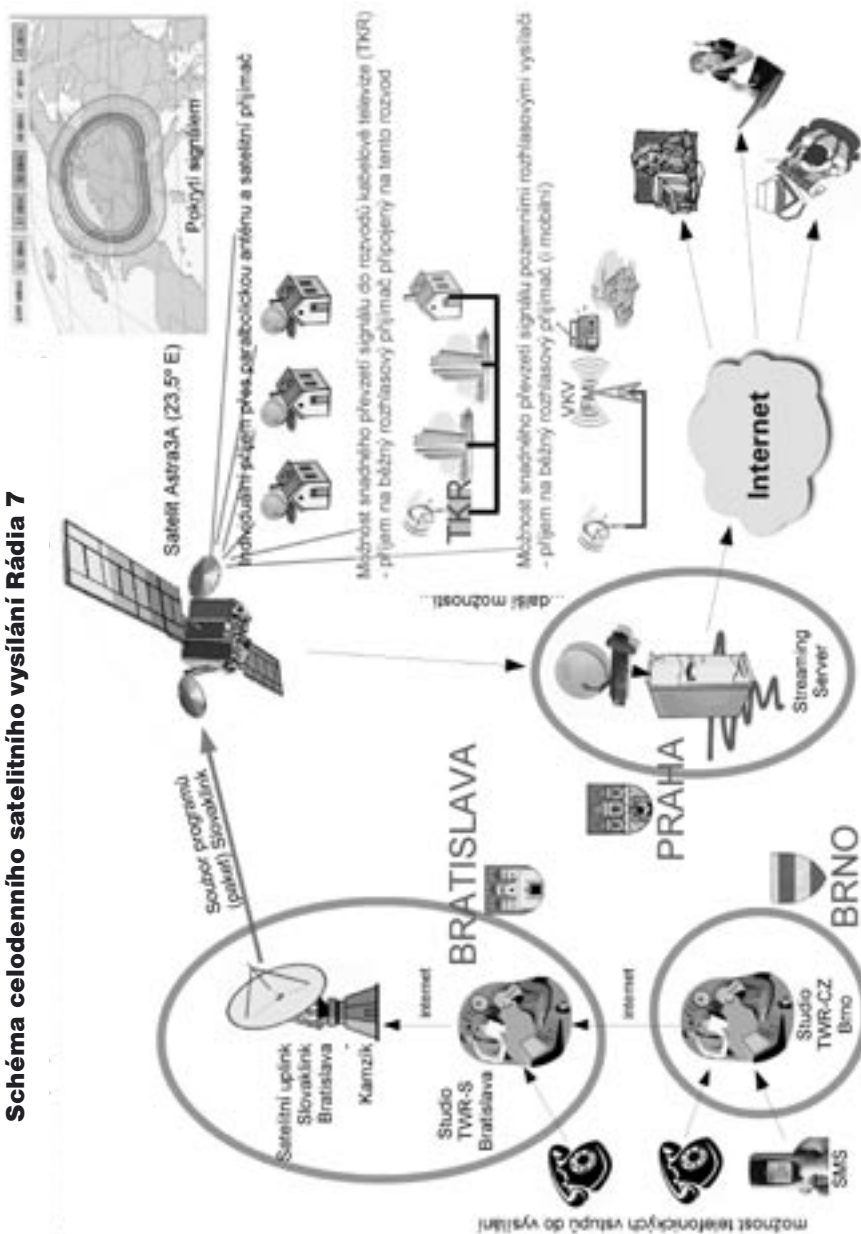 Schéma celodenního satelitního vysílání Rádia 7
Pokrytí signálem
Satelit Astra3A (23,5° E)
Individuální příjem přes parabolickou anténu a satelitní přijímač
Soubor programů
(paket) Slovaklink
Možnost snadného převzetí signálu do rozvodů kabelové televize (TKR)
- příjem na běžný rozhlasový přijímač připojený na tento rozvod
TKR
Možnost snadného převzetí signálu pozemními rozhlasovými vysílači
- příjem na běžný rozhlasový přijímač (i mobilní)
VKV
(FM)
...další možnosti...
Satelitní uplink
Slovaklink
Bratislava
-
Kamzík
internet
BRATISLAVA
Studio
TWR-S
Bratislava
internet
PRAHA
Streaming
Server
Internet
BRNO
Studio
TWR-CZ
Brno
SMS
možnost telefonických vstupů do vysílání